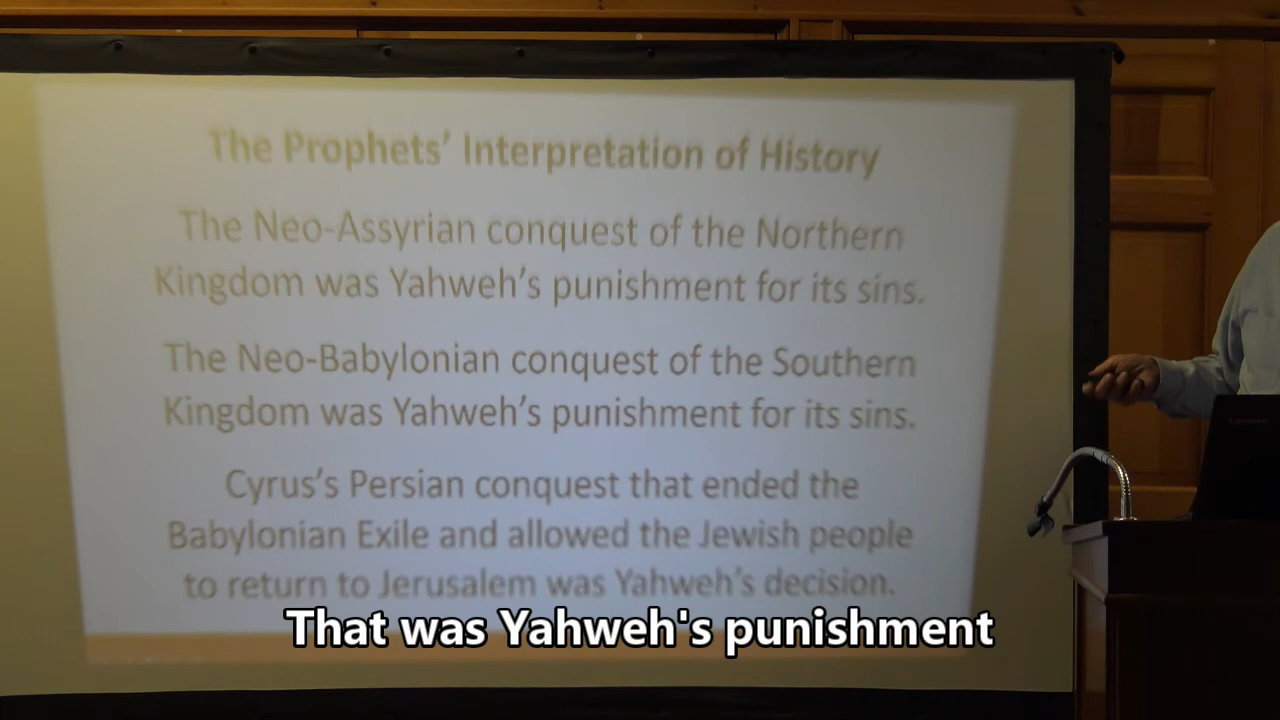 The Prophets’ Interpretation of History
The Neo-Assyrian conquest of the Northern
Kingdom was Yahweh’s punishment for its sins.
The Neo-Babylonian conquest of the Southern
Kingdom was Yahweh’s punishment for its sins.
Cyrus’s Persian conquest that ended the
Babylonian Exile and allowed the Jewish people
to return to Jerusalem was Yahweh’s decision.
That was Yahweh's punishment